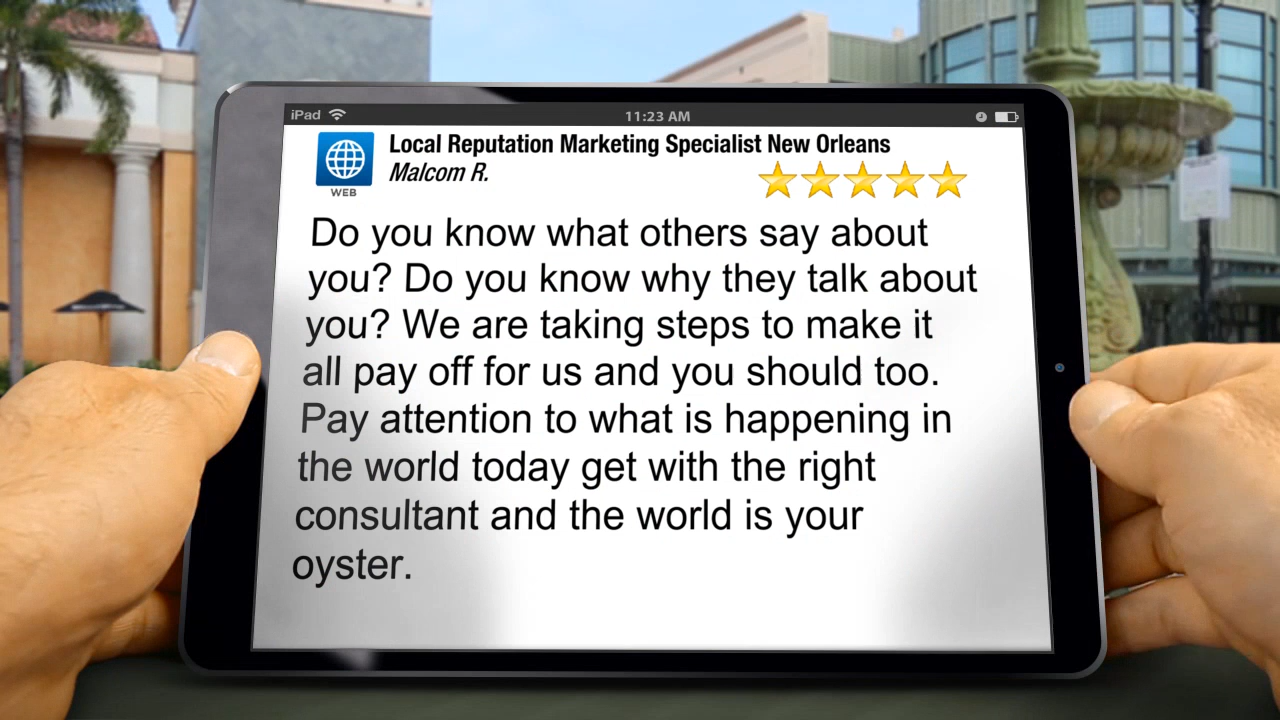 iPad 11:23 AM
Local Reputation Marketing Specialist New Orleans
Malcom R.
WEB
Do you know what others say about
you? Do you know why they talk about
you? We are taking steps to make it
all pay off for us and you should too.
Pay attention to what is happening in
the world today get with the right
consultant and the world is your
oyster.